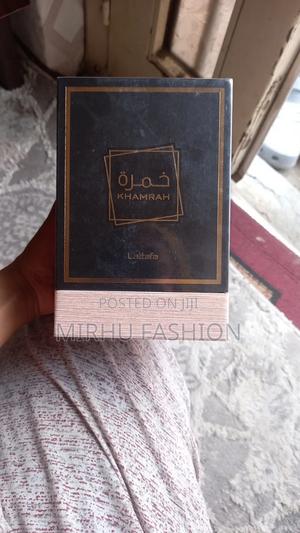 خمرة
KHAMRAH
Lattafa
POSTED ON JIJI
MIRHU FASHION